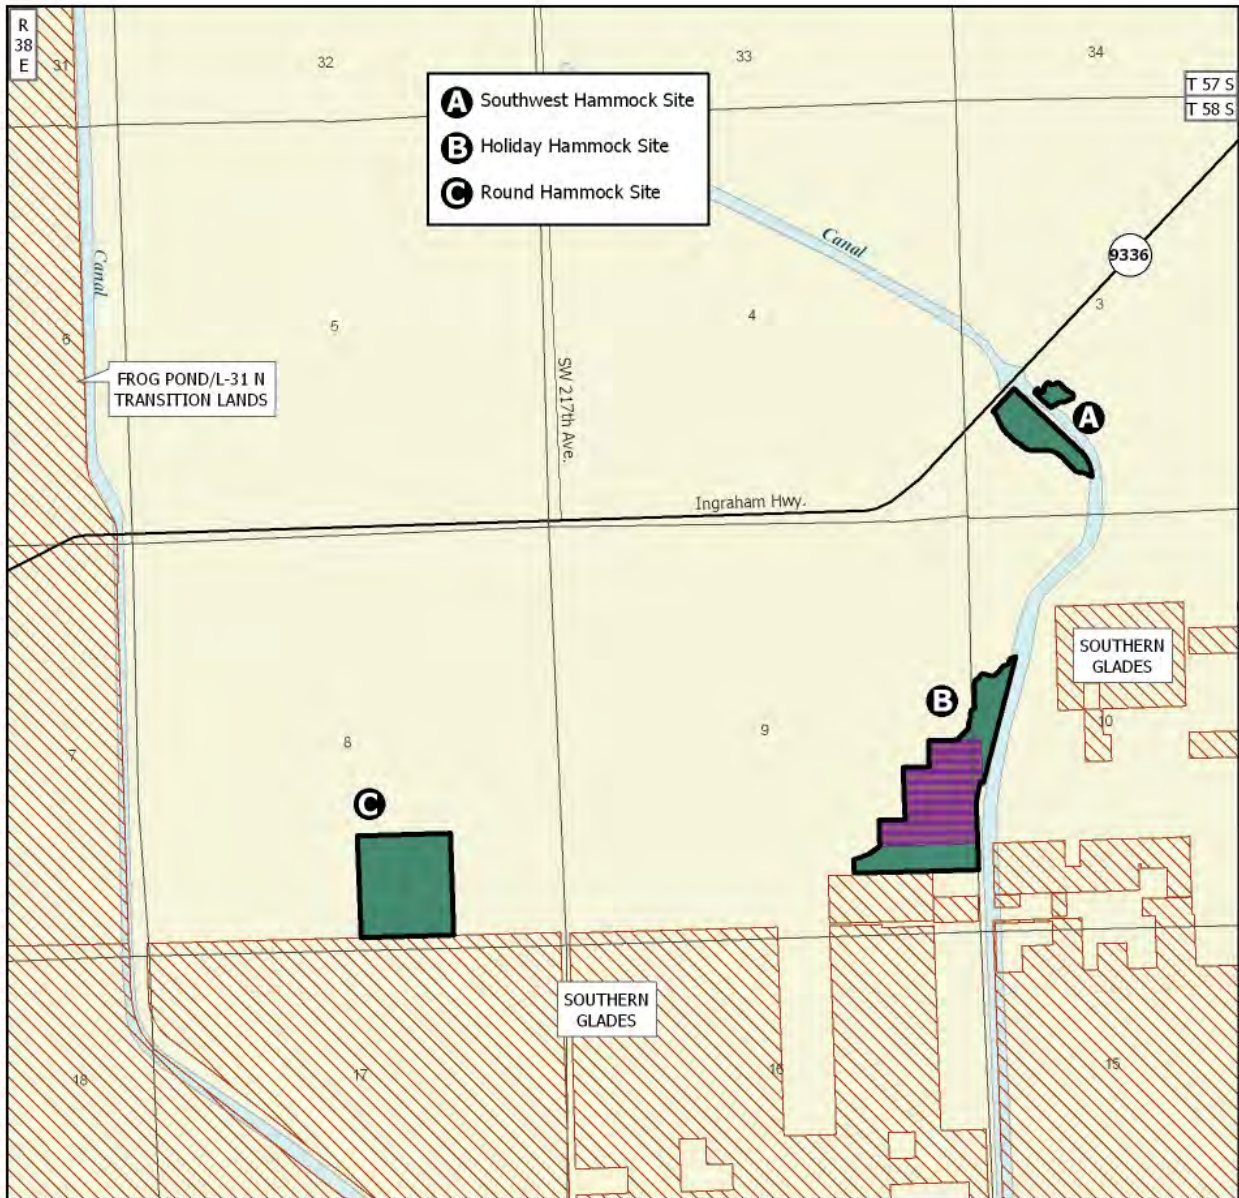 R
38
E
31
32
33
34
T 57 S
T 58 S
A Southwest Hammock Site
B Holiday Hammock Site
C Round Hammock Site
Canal
Canal
9336
3
4
5
6
FROG POND/L-31 N
TRANSITION LANDS
SW 217th Ave.
A
Ingraham Hwy.
SOUTHERN
GLADES
B
10
9
8
7
C
SOUTHERN
GLADES
18
17
16
15